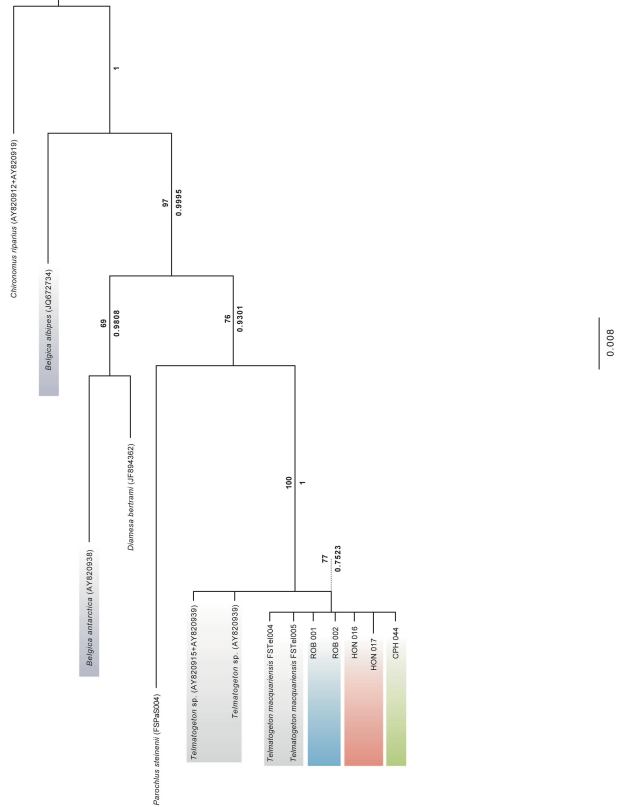 Chironomus riparius (AY820912+AY820919)
1
Belgica albipes (JQ672734)
97
0.9995
69
0.9808
76
0.9301
Belgica antarctica (AY820938)
Diamesa bertrami (JF894362)
Parochlus steinenii (FSPaS004)
100
1
77
0.7523
Telmatogeton sp. (AY820915+AY820939)
Telmatogeton sp. (AY820939)
Telmatogeton macquariensis FSTel004
Telmatogeton macquariensis FSTel005
ROB 001
ROB 002
HON 016
HON 017
CPH 044
0.008